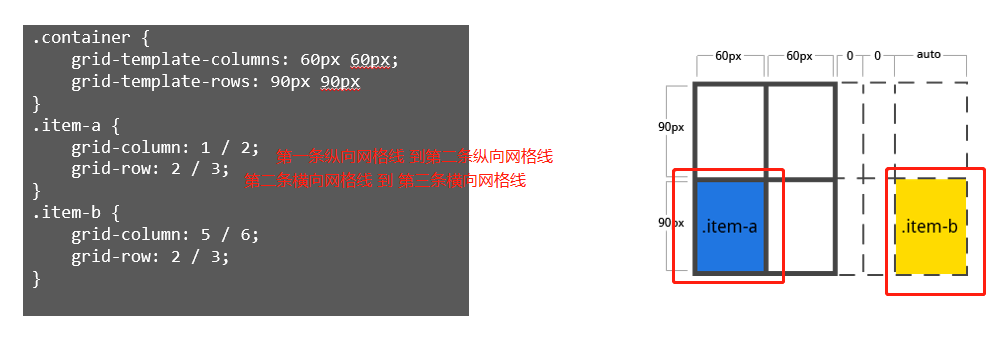 .container {
grid-template-columns: 60px 60px;
grid-template-rows: 90px 90px
}
.item-a {
grid-column: 1 / 2;
第一条纵向网格线 到第二条纵向网格线
grid-row: 2 / 3;
第二条横向网格线 到 第三条横向网格线
}
.item-b {
grid-column: 5 / 6;
grid-row: 2 / 3;
}
60px 60px 0 0 auto
90px
90px
.item-a
.item-b